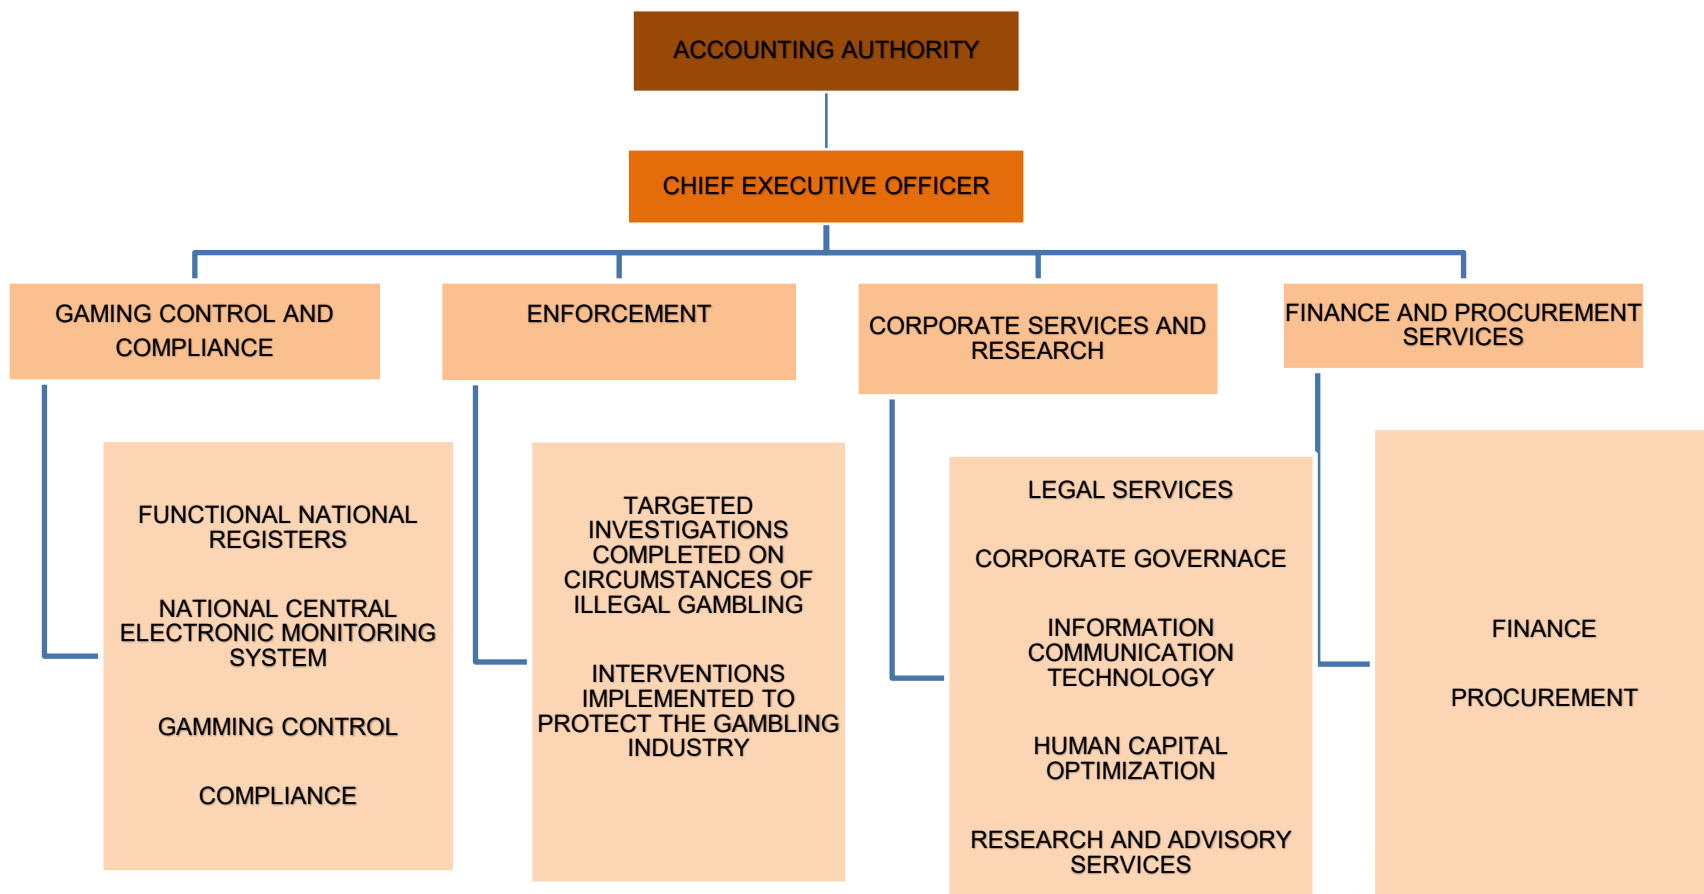 ACCOUNTING AUTHORITY
CHIEF EXECUTIVE OFFICER
GAMING CONTROL AND
COMPLIANCE
ENFORCEMENT
CORPORATE SERVICES AND
RESEARCH
FINANCE AND PROCUREMENT
SERVICES
FUNCTIONAL NATIONAL
REGISTERS
NATIONAL CENTRAL
ELECTRONIC MONITORING
SYSTEM
GAMMING CONTROL
COMPLIANCE
TARGETED
INVESTIGATIONS
COMPLETED ON
CIRCUMSTANCES OF
ILLEGAL GAMBLING
INTERVENTIONS
IMPLEMENTED TO
PROTECT THE GAMBLING
INDUSTRY
LEGAL SERVICES
CORPORATE GOVERNACE
INFORMATION
COMMUNICATION
TECHNOLOGY
HUMAN CAPITAL
OPTIMIZATION
RESEARCH AND ADVISORY
SERVICES
FINANCE
PROCUREMENT